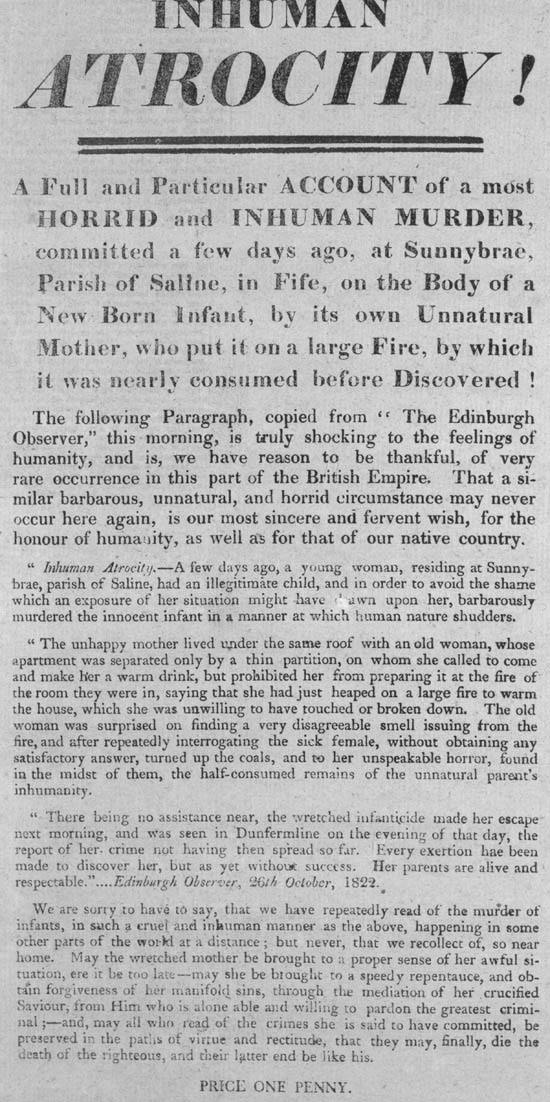 INHUMAN
ATROCITY!
A Full and Particular ACCOUNT of a most
HORRID and INHUMAN MURDER,
committed a few days ago, at Sunnybrae,
Parish of Saline, in Fife, on the Body of a
New Born Infant, by its own Unnatural
Mother, who put it on a large Fire, by which
it was nearly consumed before Discovered !
The following Paragraph, copied from “ The Edinburgh
Observer,” this morning, is truly shocking to the feelings of
humanity, and is, we have reason to be thankful, of very
rare occurrence in this part of the British Empire. That a si-
milar barbarous, unnatural, and horrid circumstance may never
occur here again, is our most sincere and fervent wish, for the
honour of humanity, as well as for that of our native country.
“ Inhuman Atrocity.—A few days ago, a young woman, residing at Sunny-
brae, parish of Saline, had an illegitimate child, and in order to avoid the shame
which an exposure of her situation might have drawn upon her, barbarously
murdered the innocent infant in a manner at which human nature shudders.
“ The unhappy mother lived under the same roof with an old woman, whose
apartment was separated only by a thin partition, on whom she called to come
and make her a warm drink, but prohibited her from preparing it at the fire of
the room they were in, saying that she had just heaped on a large fire to warm
the house, which she was unwilling to have touched or broken down. The old
woman was surprised on finding a very disagreeable smell issuing from the
fire, and after repeatedly interrogating the sick female, without obtaining any
satisfactory answer, turned up the coals, and to her unspeakable horror, found
in the midst of them, the half-consumed remains of the unnatural parent's
inhumanity.
“ There being no assistance near, the wretched infanticide made her escape
next morning, and was seen in Dunfermline on the evening of that day, the
report of her crime not having then spread so far. Every exertion hae been
made to discover her, but as yet without success. Her parents are alive and
respectable.”....Edinburgh Observer, 26th October, 1822.
We are sorry to have to say, that we have repeatedly read of the murder of
infants, in such a cruel and inhuman manner as the above, happening in some
other parts of the world at a distance ; but never, that we recollect of, so near
home. May the wretched mother be brought to a proper sense of her awful si-
tuation, ere it be too late—may she be brought to a speedy repentauce, and ob-
tain forgiveness of her manifold sins, through the mediation of her crucified
Saviour, from Him who is alone able and willing to pardon the greatest crimi-
nal ;—and, may all who read of the crimes she is said to have committed, be
preserved in the paths of virtue and rectitude, that they may, finally, die the
death of the righteous, and their latter end be like his.
PRICE ONE PENNY.